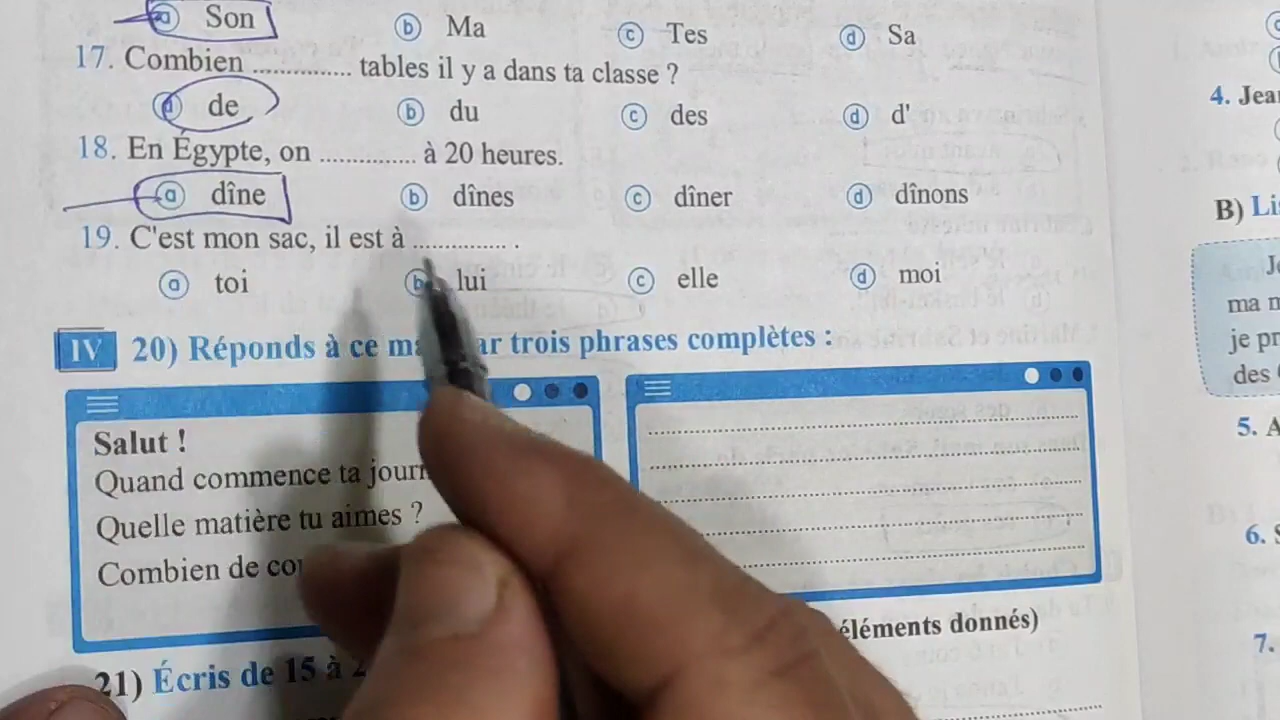 a Son b Ma c Tes d Sa
17. Combien .............. tables il y a dans ta classe ?
a de b du c des d d'
18. En Égypte, on .............. à 20 heures.
a dîne b dînes c dîner d dînons
19. C'est mon sac, il est à .............. .
a toi b lui c elle d moi
IV 20) Réponds à ce trois phrases complètes :
Salut !
Quand commence ta
Quelle matière tu aimes ?
Combien de
éléments donnés)
21) Écris de 15 à
4.
B)
ma
je
des
5. A
6.
7.